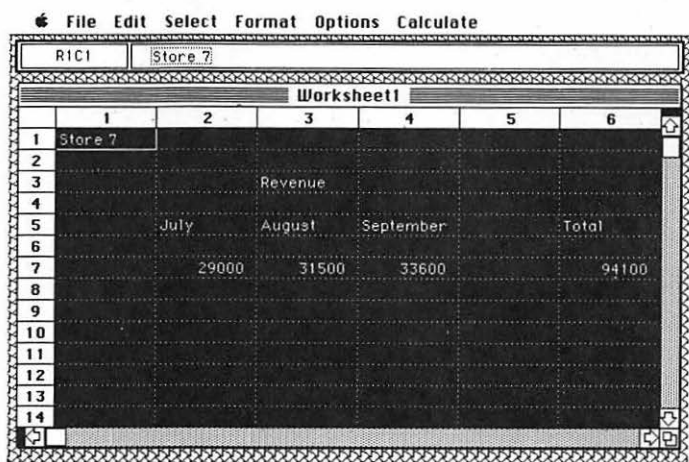 File Edit Select Format Options Calculate
R1C1 Store 7
Worksheet1
1 2 3 4 5 6
1 Store 7
2
3 Revenue
4
5 July August September Total
6
7 29000 31500 33600 94100
8
9
10
11
12
13
14